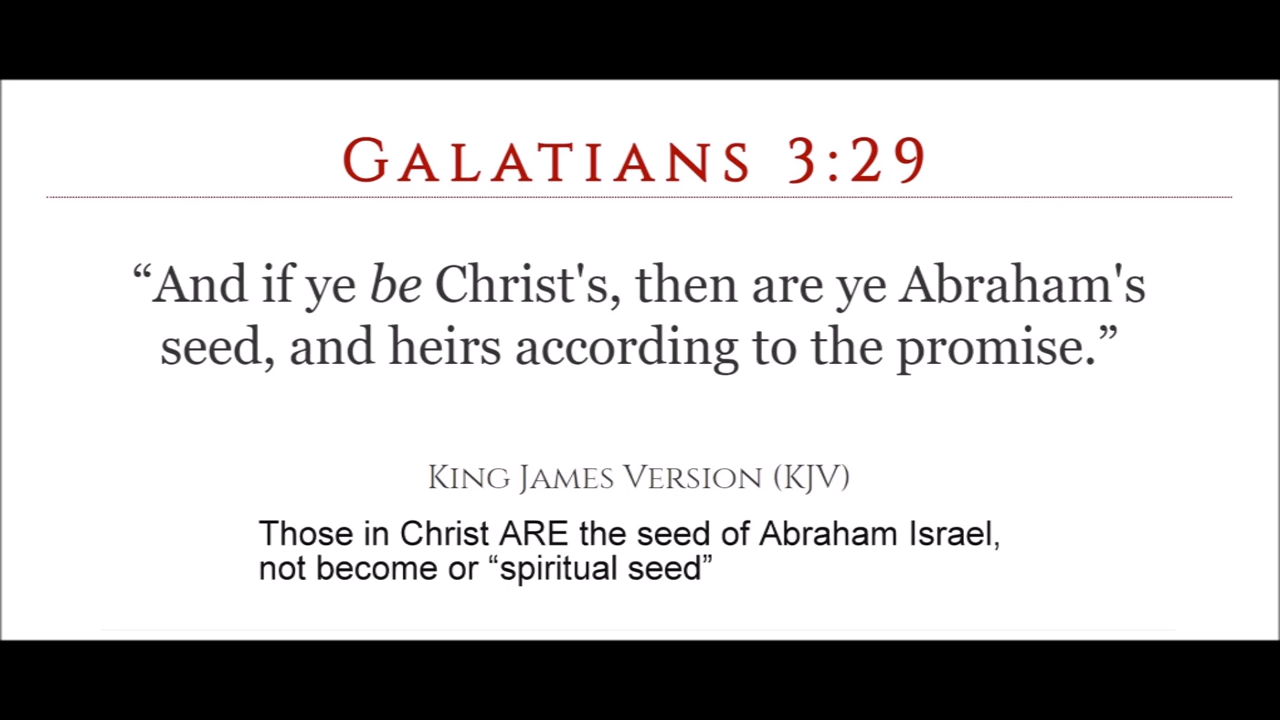 GALATIANS 3:29
“And if ye be Christ's, then are ye Abraham's
seed, and heirs according to the promise.”
KING JAMES VERSION (KJV)
Those in Christ ARE the seed of Abraham Israel,
not become or “spiritual seed”